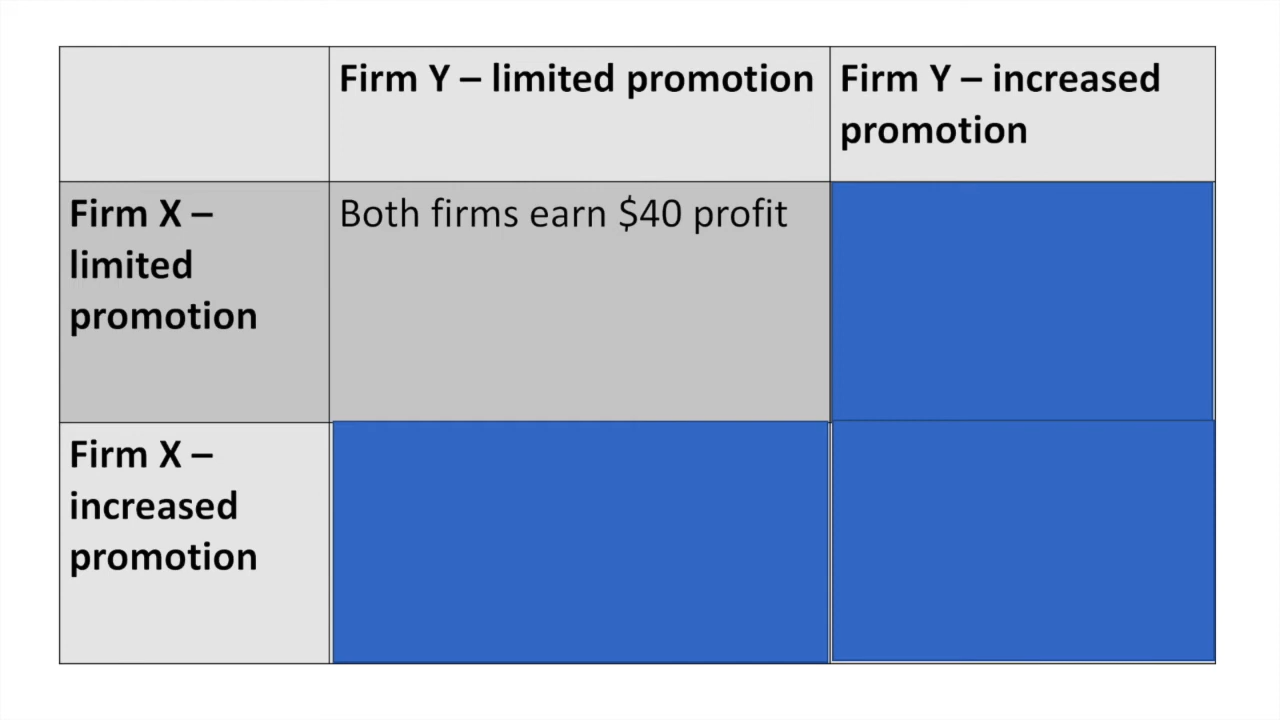 Firm Y – limited promotion
Firm Y – increased
promotion
Firm X –
limited
promotion
Both firms earn $40 profit
Firm X –
increased
promotion